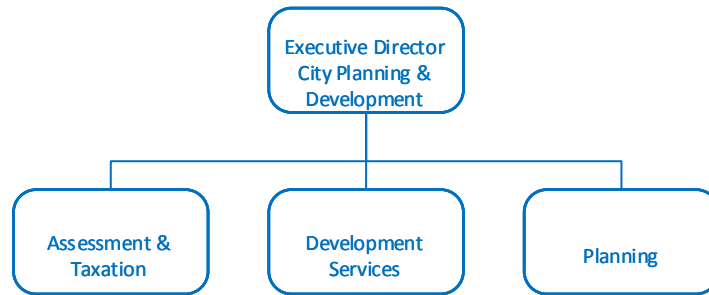 Executive Director
City Planning &
Development
Assessment &
Taxation
Development
Services
Planning